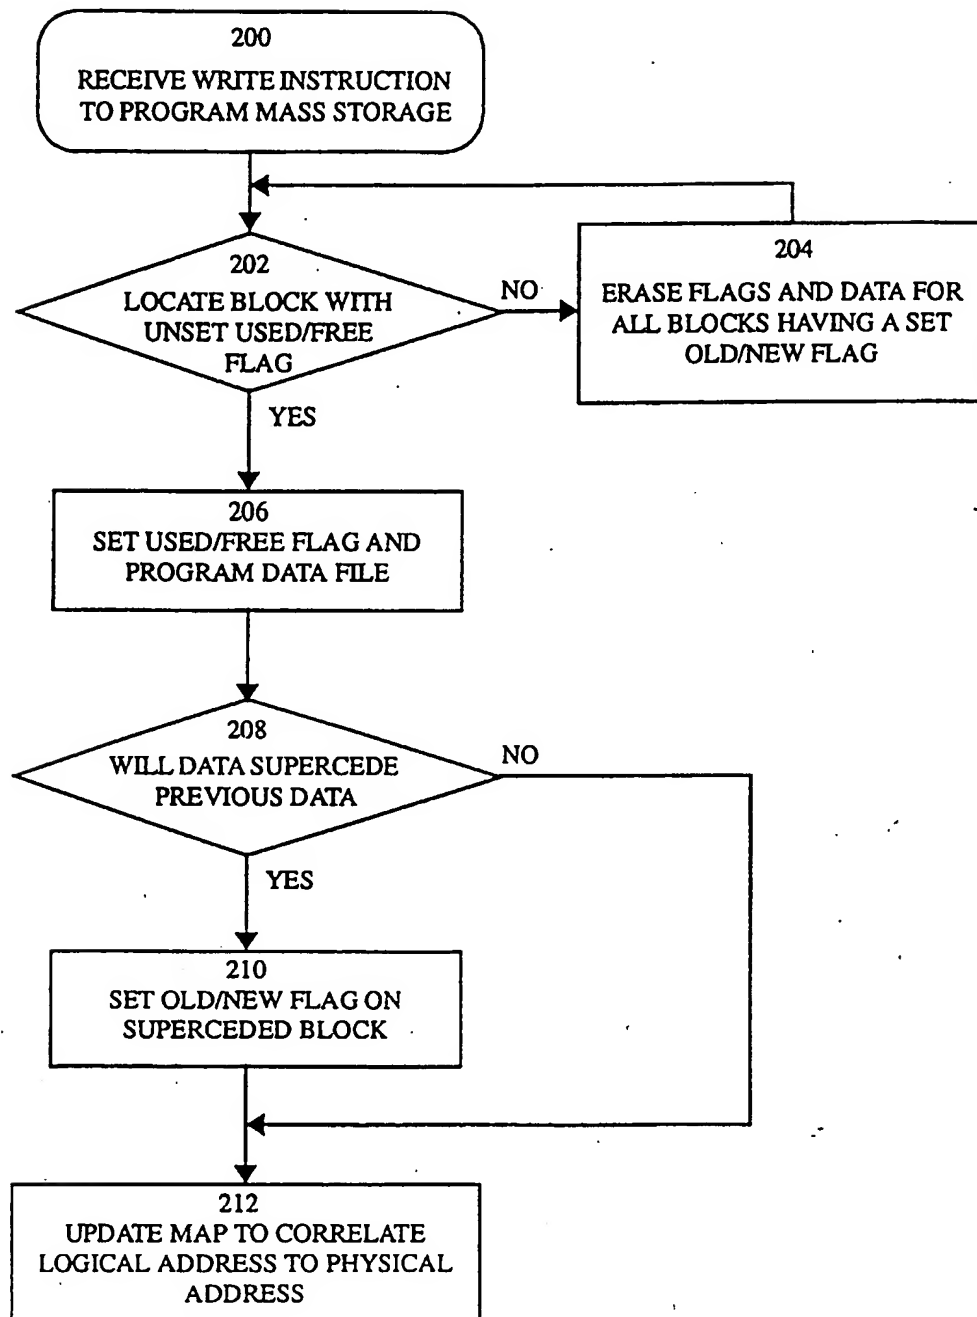 200
RECEIVE WRITE INSTRUCTION
TO PROGRAM MASS STORAGE
202
LOCATE BLOCK WITH
UNSET USED/FREE
FLAG
NO
204
ERASE FLAGS AND DATA FOR
ALL BLOCKS HAVING A SET
OLD/NEW FLAG
YES
206
SET USED/FREE FLAG AND
PROGRAM DATA FILE
208
WILL DATA SUPERCEDE
PREVIOUS DATA
NO
YES
210
SET OLD/NEW FLAG ON
SUPERCEDED BLOCK
212
UPDATE MAP TO CORRELATE
LOGICAL ADDRESS TO PHYSICAL
ADDRESS